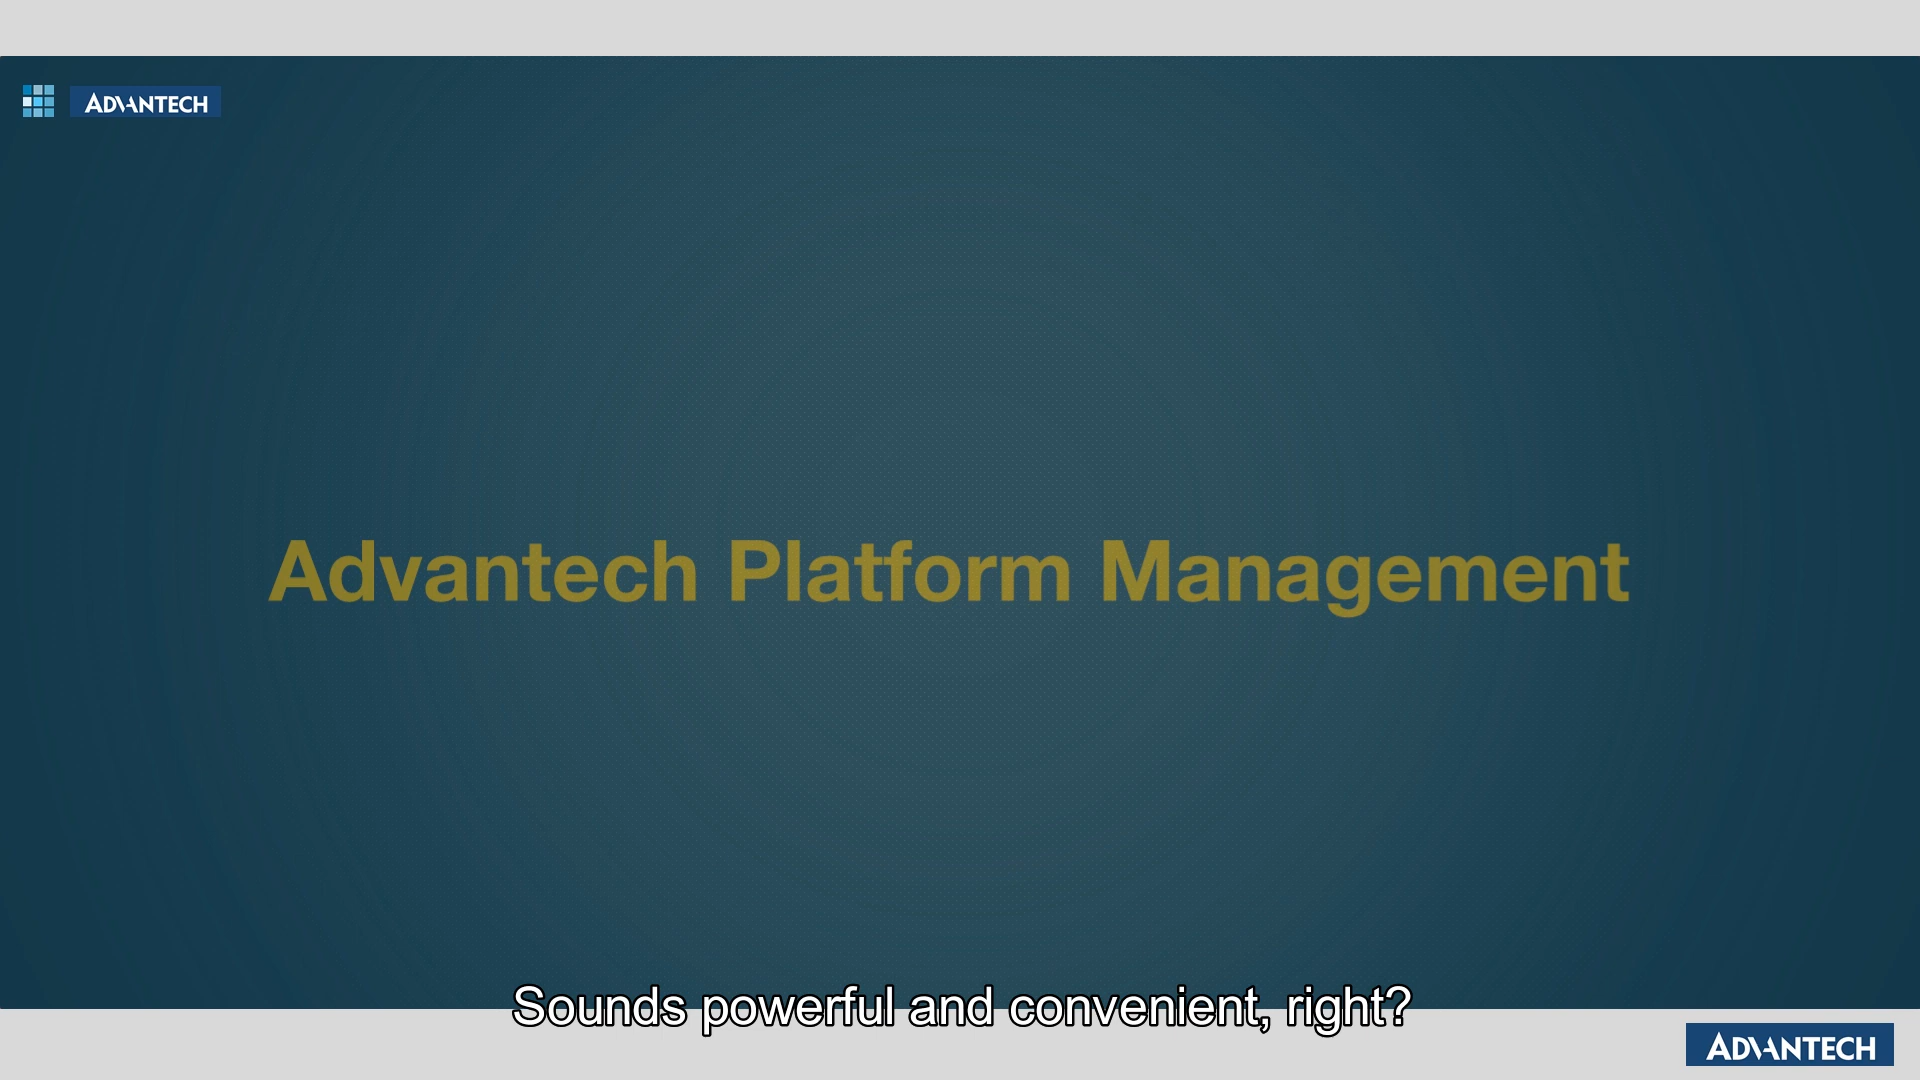 ADVANTECH
Advantech Platform Management
Sounds powerful and convenient, right?
ADVANTECH